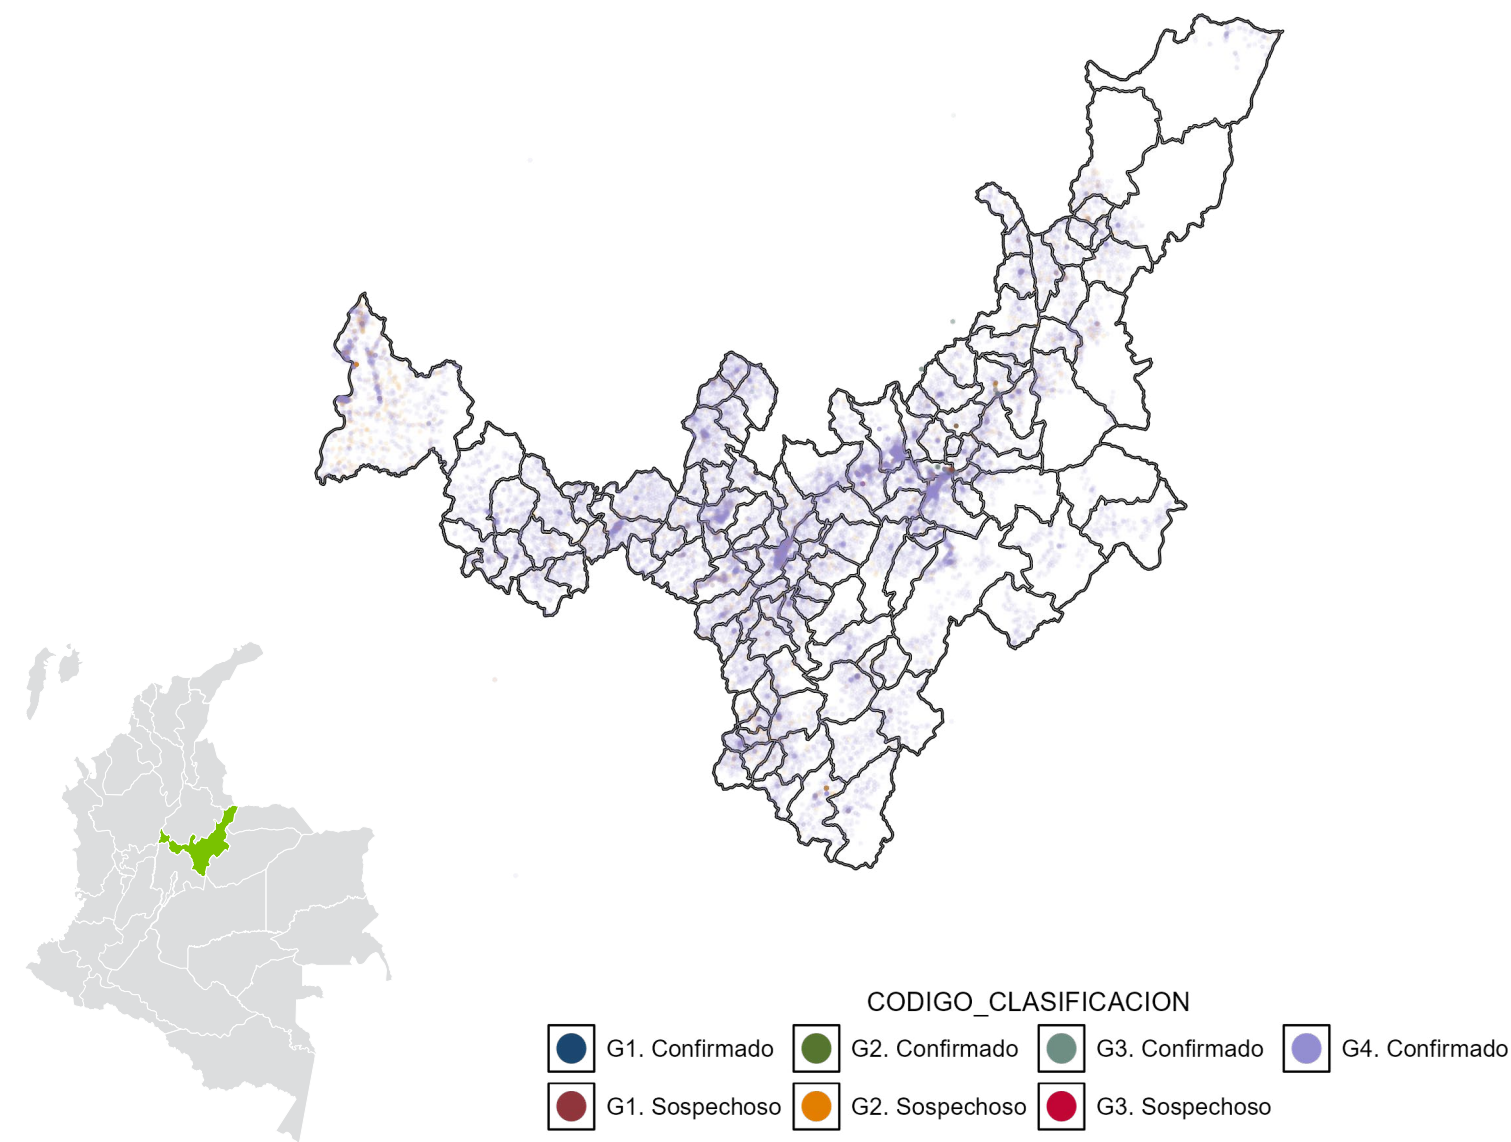 CODIGO_CLASIFICACION
G1. Confirmado G2. Confirmado G3. Confirmado G4. Confirmado
G1. Sospechoso G2. Sospechoso G3. Sospechoso